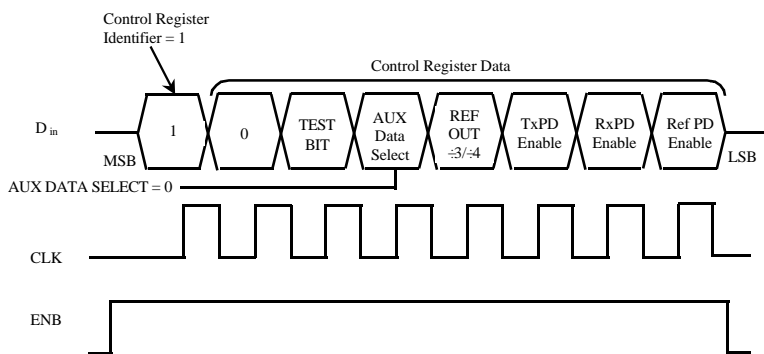 Control Register
Identifier = 1
Control Register Data
D in
MSB
1
0
TEST
BIT
AUX
Data
Select
REF
OUT
÷3/÷4
TxPD
Enable
RxPD
Enable
Ref PD
Enable
LSB
AUX DATA SELECT = 0
CLK
ENB